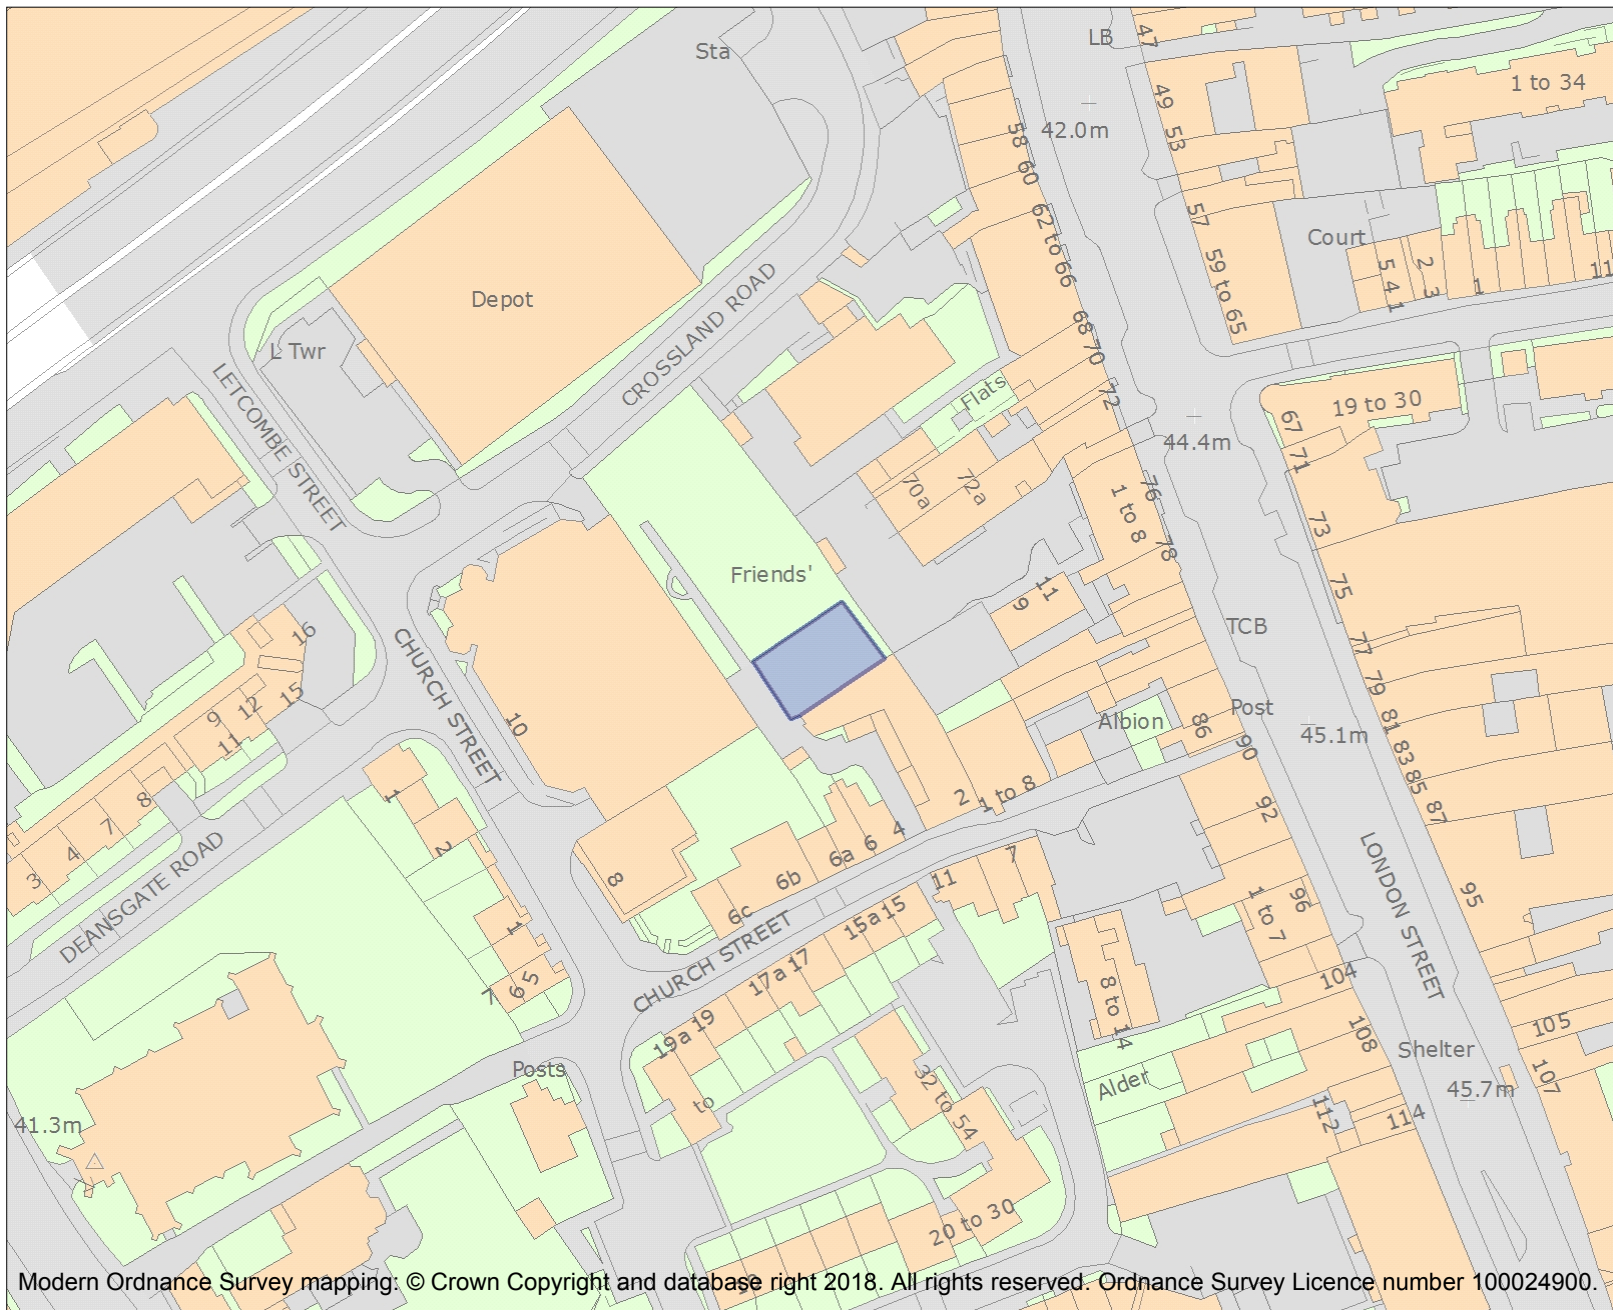 Sta
LB
47
1 to 34
49
42.0m
53
58
60
57
62 to 66
Court
59 to 65
5 4 1
2
3
1
11
Depot
CROSSLAND ROAD
68
70
72
L Twr
LETCOMBE STREET
Flats
19 to 30
67
71
44.4m
70a
72a
1 to 8
76
78
73
Friends'
9
11
75
TCB
77
16
CHURCH STREET
15
12
9
11
10
79
Albion
86
Post
90
45.1m
81
83
85
87
8
7
4
3
1
2
2
1 to 8
92
4
6
6a
6b
6c
8
7
11
DEANSGATE ROAD
LONDON STREET
95
96
1 to 7
15
15a
CHURCH STREET
1
5
6
7
17
17a
19
19a
to
104
8 to 14
108
105
107
Shelter
45.7m
Posts
32 to 54
Alder
112
114
41.3m
20 to 30
18
Modern Ordnance Survey mapping: © Crown Copyright and database right 2018. All rights reserved. Ordnance Survey Licence number 100024900.